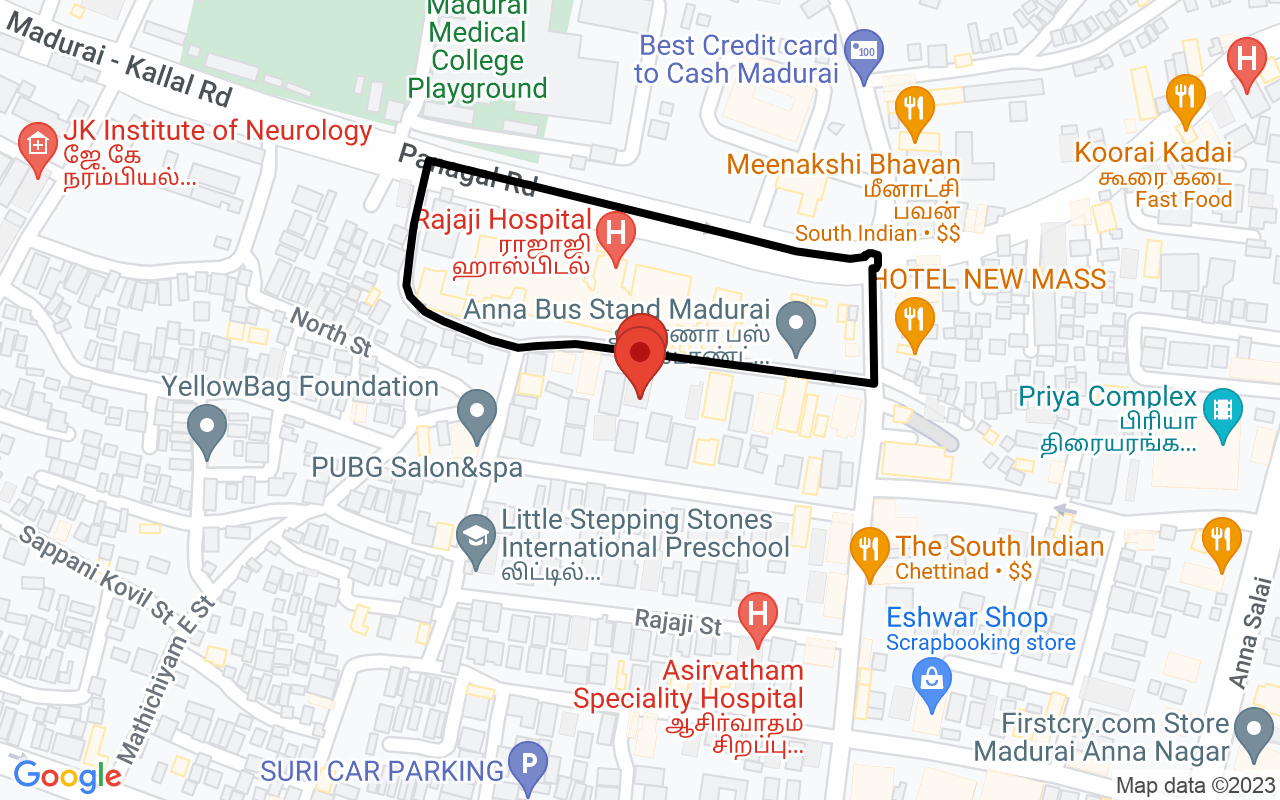 Madurai - Kallal Rd
Madurai
Medical
College
Playground
Best Credit card
to Cash Madurai
JK Institute of Neurology
ஜே கே
நரம்பியல்...
Panagal Rd
Meenakshi Bhavan
மீனாட்சி
பவன்
South Indian • $$
Koorai Kadai
கூரை கடை
Fast Food
Rajaji Hospital
ராஜாஜி
ஹாஸ்பிடல்
HOTEL NEW MASS
Anna Bus Stand Madurai
பஸ்
North St
YellowBag Foundation
Priya Complex
பிரியா
திரையரங்க...
PUBG Salon&spa
Little Stepping Stones
International Preschool
லிட்டில்...
The South Indian
Chettinad • $$
Sappani Kovil St
Mathichiyam E St
Rajaji St
Eshwar Shop
Scrapbooking store
Anna Salai
Asirvatham
Speciality Hospital
ஆசிர்வாதம்
சிறப்பு...
Firstcry.com Store
Madurai Anna Nagar
SURI CAR PARKING
Google
Map data ©2023